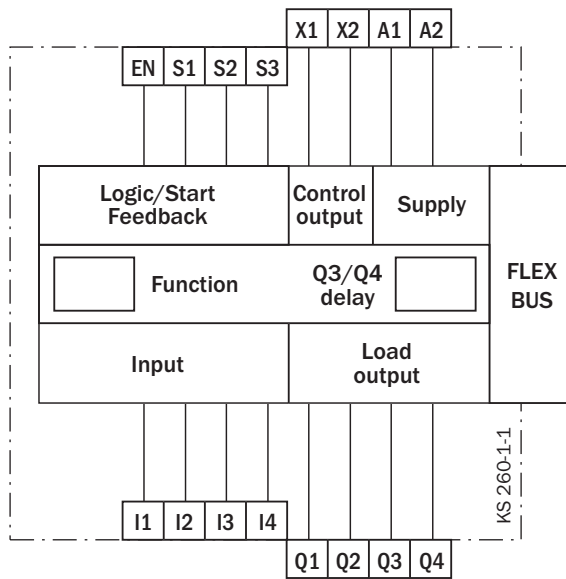 X1 X2 A1 A2
EN S1 S2 S3
Logic/Start
Feedback
Control
output
Supply
Function
Q3/Q4
delay
FLEX
BUS
Input
Load
output
KS 260-1-1
I1 I2 I3 I4
Q1 Q2 Q3 Q4